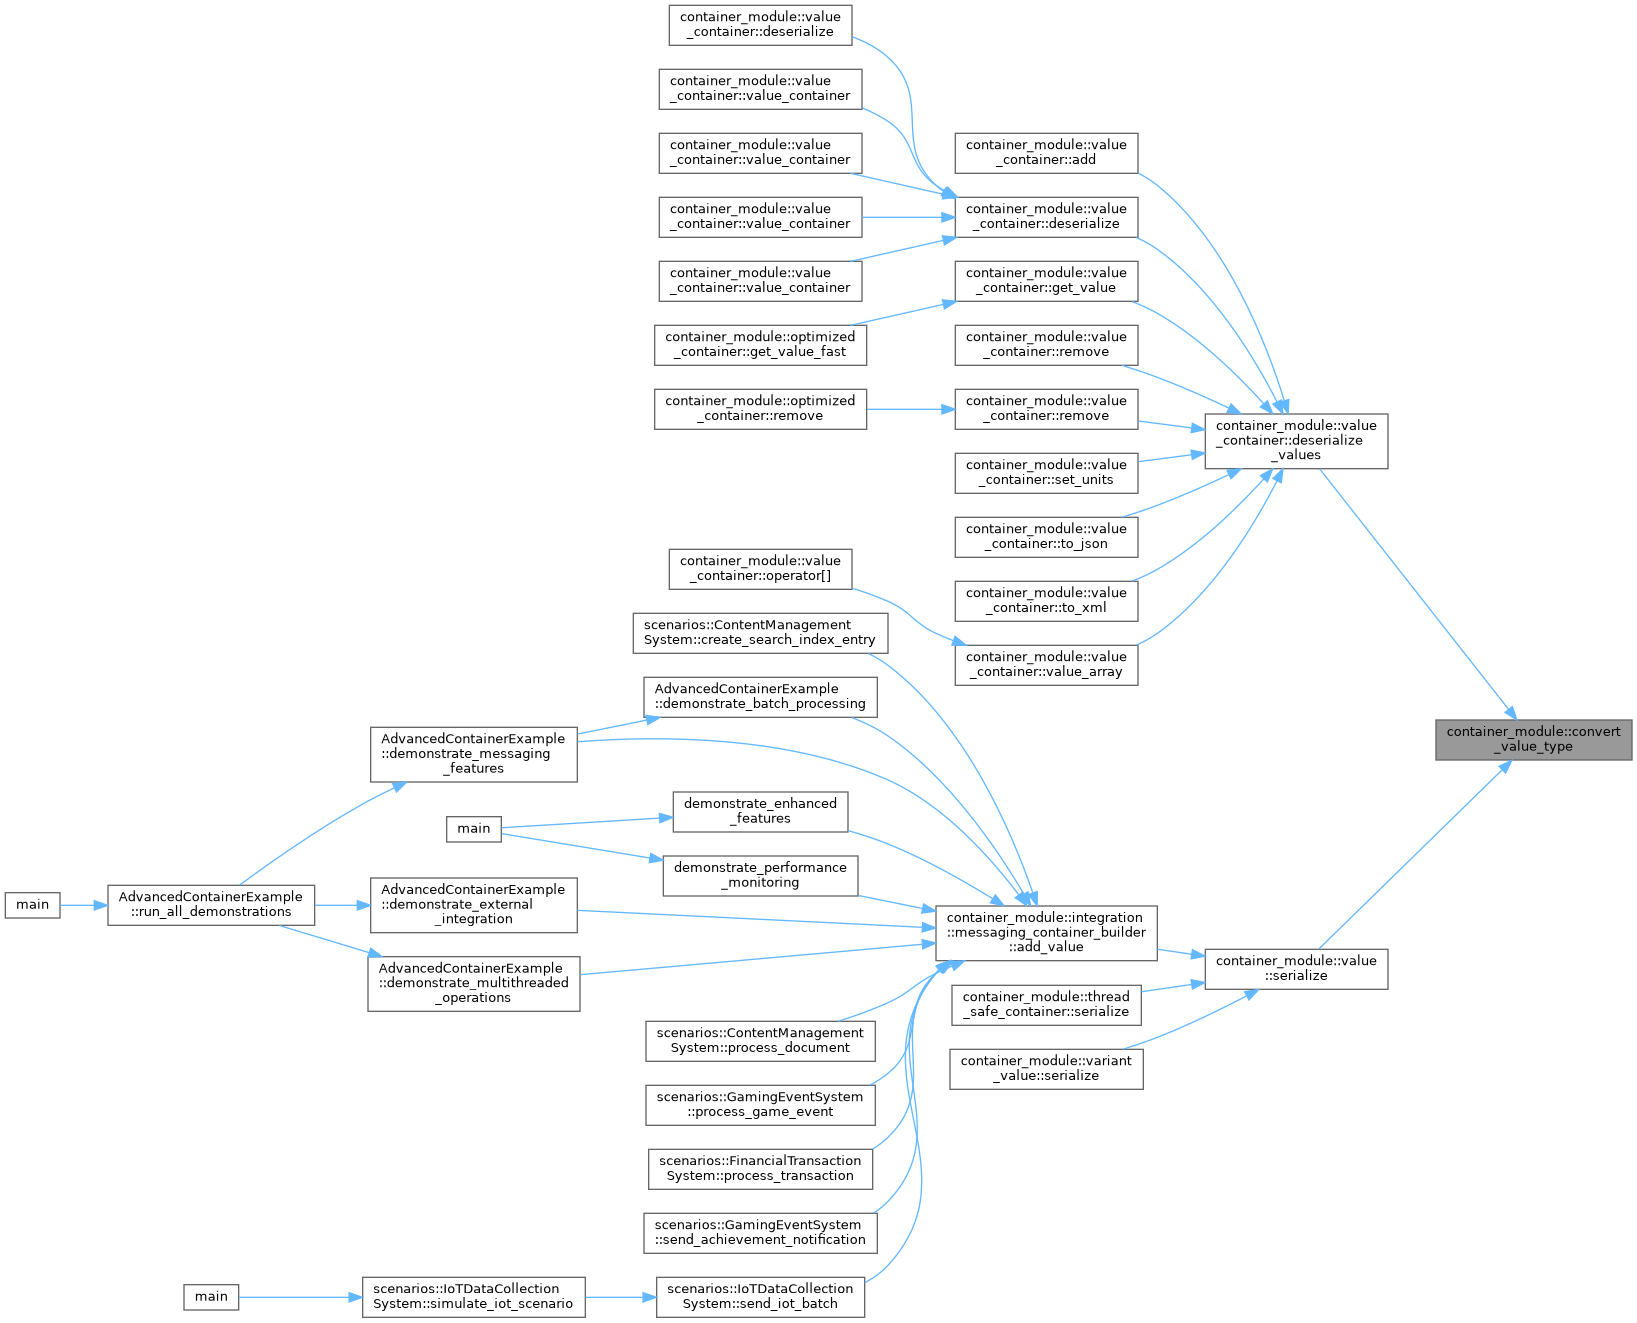 container_module::value
_container::deserialize
container_module::value
_container::value_container
container_module::value
_container::value_container
container_module::value
_container::value_container
container_module::value
_container::value_container
container_module::optimized
_container::get_value_fast
container_module::optimized
_container::remove
container_module::value
_container::add
container_module::value
_container::deserialize
container_module::value
_container::get_value
container_module::value
_container::remove
container_module::value
_container::remove
container_module::value
_container::set_units
container_module::value
_container::to_json
container_module::value
_container::to_xml
container_module::value
_container::value_array
container_module::value
_container::deserialize
_values
container_module::convert
_value_type
container_module::value
_container::operator[]
scenarios::ContentManagement
System::create_search_index_entry
AdvancedContainerExample
::demonstrate_batch_processing
AdvancedContainerExample
::demonstrate_messaging
_features
demonstrate_enhanced
_features
main
demonstrate_performance
_monitoring
main
AdvancedContainerExample
::run_all_demonstrations
AdvancedContainerExample
::demonstrate_external
_integration
AdvancedContainerExample
::demonstrate_multithreaded
_operations
container_module::integration
::messaging_container_builder
::add_value
container_module::value
::serialize
container_module::thread
_safe_container::serialize
container_module::variant
_value::serialize
scenarios::ContentManagement
System::process_document
scenarios::GamingEventSystem
::process_game_event
scenarios::FinancialTransaction
System::process_transaction
scenarios::GamingEventSystem
::send_achievement_notification
main
scenarios::IoTDataCollection
System::simulate_iot_scenario
scenarios::IoTDataCollection
System::send_iot_batch